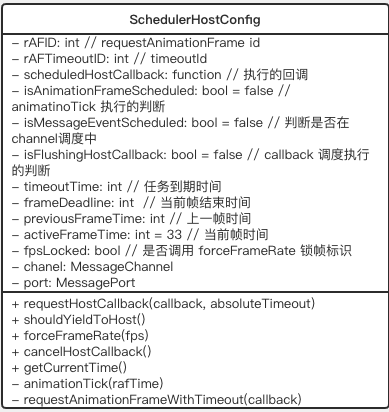 SchedulerHostConfig
- rAFID: int // requestAnimationFrame id
- rAFTimeoutID: int // timeoutId
- scheduledHostCallback: function // 执行的回调
- isAnimationFrameScheduled: bool = false //
animatinoTick 执行的判断
- isMessageEventScheduled: bool = false // 判断是否在
channel调度中
- isFlushingHostCallback: bool = false // callback 调度执行
的判断
- timeoutTime: int // 任务到期时间
- frameDeadline: int // 当前帧结束时间
- previousFrameTime: int // 上一帧时间
- activeFrameTime: int = 33 // 当前帧时间
- fpsLocked: bool // 是否调用 forceFrameRate 锁帧标识
- chanel: MessageChannel
- port: MessagePort
+ requestHostCallback(callback, absoluteTimeout)
+ shouldYieldToHost()
+ forceFrameRate(fps)
+ cancelHostCallback()
+ getCurrentTime()
- animationTick(rafTime)
- requestAnimationFrameWithTimeout(callback)